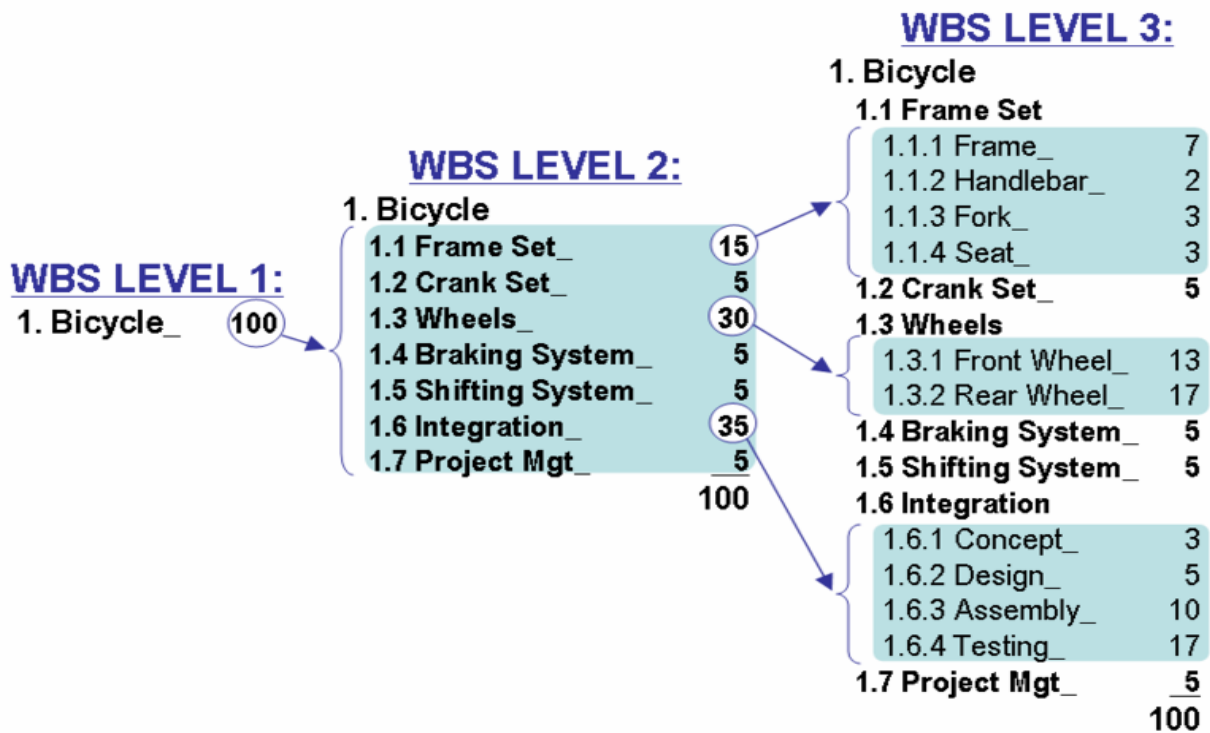 WBS LEVEL 1:
1. Bicycle_ 100
WBS LEVEL 2:
1. Bicycle
1.1 Frame Set_ 15
1.2 Crank Set_ 5
1.3 Wheels_ 30
1.4 Braking System_ 5
1.5 Shifting System_ 5
1.6 Integration_ 35
1.7 Project Mgt_ 5
100
WBS LEVEL 3:
1. Bicycle
1.1 Frame Set
1.1.1 Frame_ 7
1.1.2 Handlebar_ 2
1.1.3 Fork_ 3
1.1.4 Seat_ 3
1.2 Crank Set_ 5
1.3 Wheels
1.3.1 Front Wheel_ 13
1.3.2 Rear Wheel_ 17
1.4 Braking System_ 5
1.5 Shifting System_ 5
1.6 Integration
1.6.1 Concept_ 3
1.6.2 Design_ 5
1.6.3 Assembly_ 10
1.6.4 Testing_ 17
1.7 Project Mgt_ 5
100